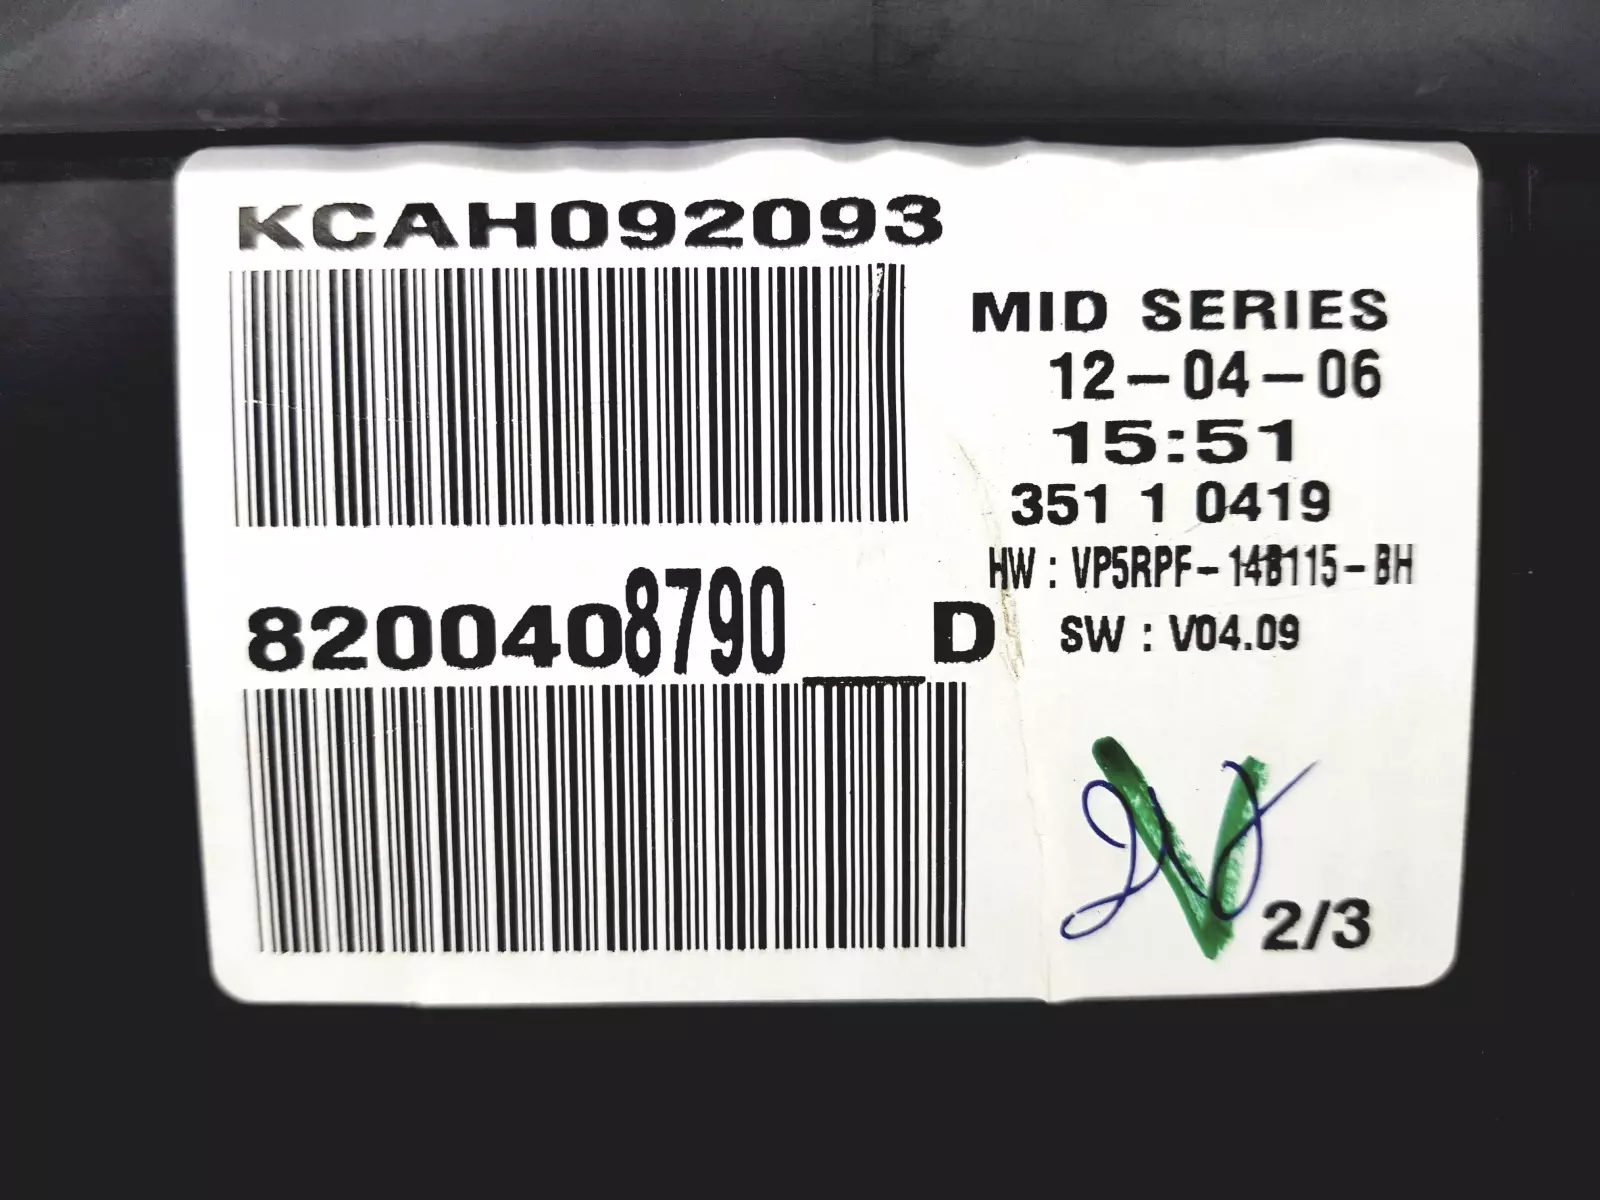 KCAH092093
MID SERIES
12-04-06
15:51
351 1 0419
HW : VP5RPF-14B115-BH
8200408790___D
SW : V04.09
2/3